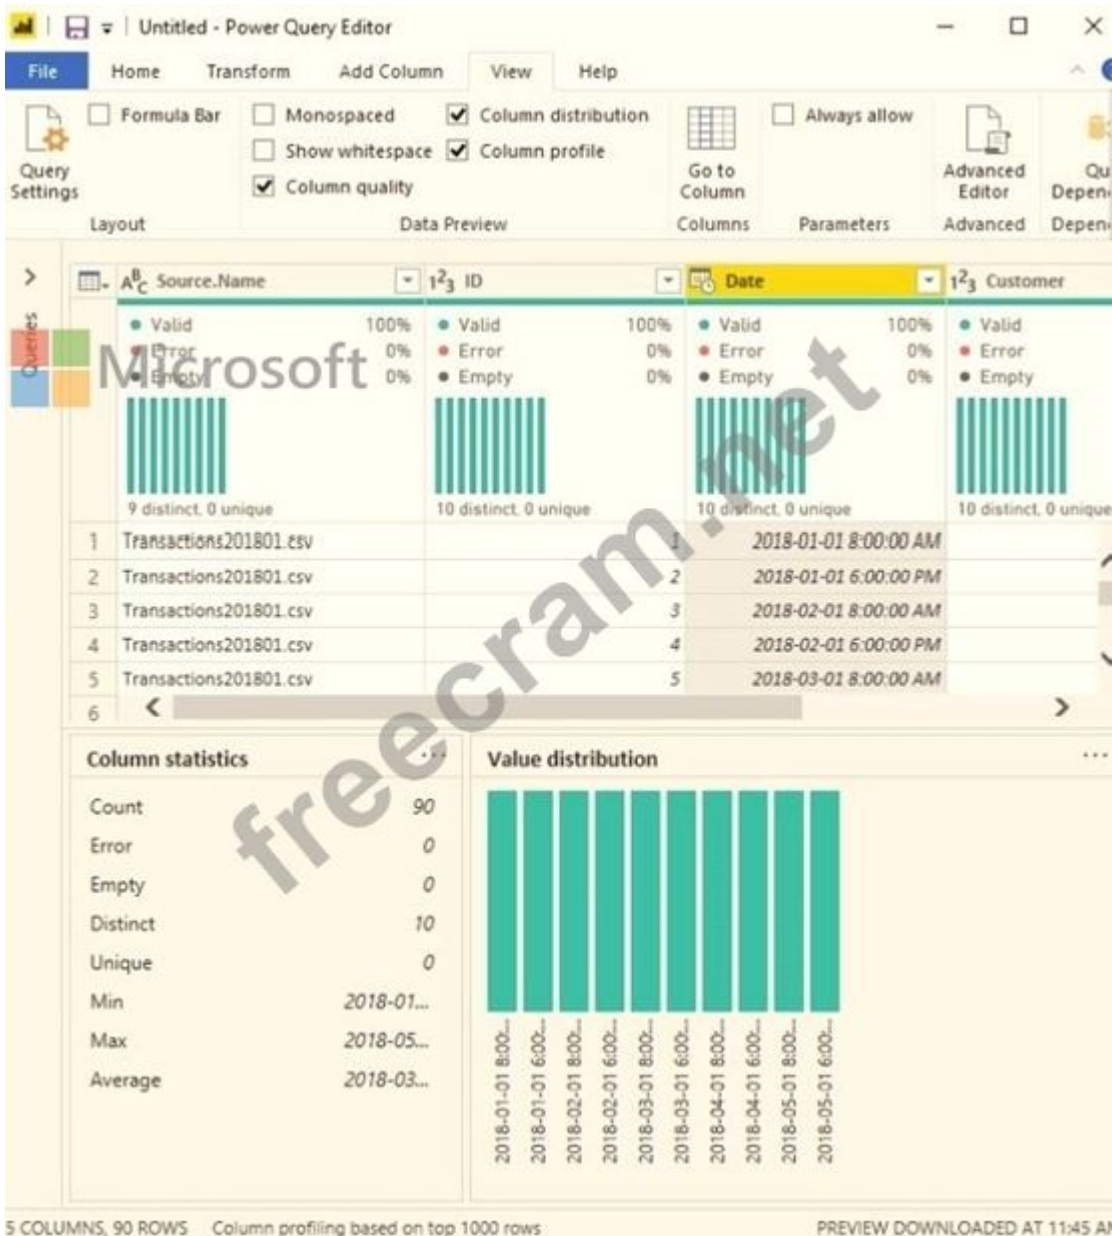 Untitled - Power Query Editor
File Home Transform Add Column View Help
Formula Bar Monospaced Column distribution Always allow
Show whitespace Column profile
Column quality
Query Settings Go to Column Advanced Editor
Layout Data Preview Columns Parameters Advanced
Queries
ABC Source.Name 123 ID Date 123 Customer
Valid 100% Valid 100% Valid 100% Valid
Error 0% Error 0% Error 0% Error
Empty 0% Empty 0% Empty 0% Empty
Microsoft
9 distinct, 0 unique 10 distinct, 0 unique 10 distinct, 0 unique 10 distinct, 0 unique
1 Transactions201801.csv 1 2018-01-01 8:00:00 AM
2 Transactions201801.csv 2 2018-01-01 6:00:00 PM
3 Transactions201801.csv 3 2018-02-01 8:00:00 AM
4 Transactions201801.csv 4 2018-02-01 6:00:00 PM
5 Transactions201801.csv 5 2018-03-01 8:00:00 AM
6
freecram.net
Column statistics ... Value distribution ...
Count 90
Error 0
Empty 0
Distinct 10
Unique 0
Min 2018-01...
Max 2018-05...
Average 2018-03...
2018-01-01 8:00:...
2018-01-01 6:00:...
2018-02-01 8:00:...
2018-02-01 6:00:...
2018-03-01 8:00:...
2018-03-01 6:00:...
2018-04-01 8:00:...
2018-04-01 6:00:...
2018-05-01 8:00:...
2018-05-01 6:00:...
5 COLUMNS, 90 ROWS Column profiling based on top 1000 rows PREVIEW DOWNLOADED AT 11:45 AM